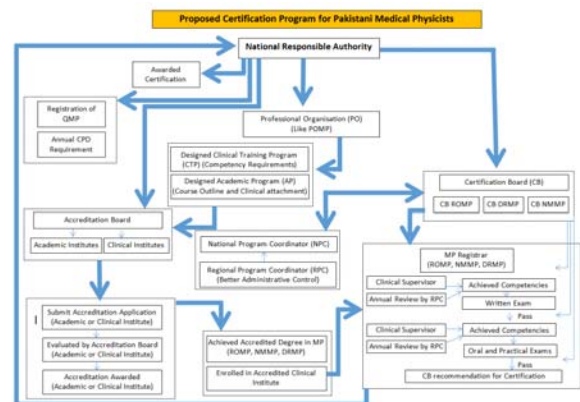 Proposed Certification Program for Pakistani Medical Physicists
National Responsible Authority
Awarded
Certification
Registration of
QMP
Annual CPD
Requirement
Professional Organisation (PO)
(Like POMP)
Designed Clinical Training Program
(CTP) (Competency Requirements)
Designed Academic Program (AP)
(Course Outline and Clinical attachment)
Certification Board (CB)
CB ROMP
CB DRMP
CB NMMP
Accreditation Board
Academic Institutes
Clinical Institutes
National Program Coordinator (NPC)
Regional Program Coordinator (RPC)
(Better Administrative Control)
MP Registrar
(ROMP, NMMP, DRMP)
Clinical Supervisor
Annual Review by RPC
Achieved Competencies
Written Exam
Pass
Clinical Supervisor
Annual Review by RPC
Achieved Competencies
Oral and Practical Exams
Pass
CB recommendation for Certification
Submit Accreditation Application
(Academic or Clinical Institute)
Evaluated by Accreditation Board
(Academic or Clinical Institute)
Accreditation Awarded
(Academic or Clinical Institute)
Achieved Accredited Degree in MP
(ROMP, NMMP, DRMP)
Enrolled in Accredited Clinical
Institute